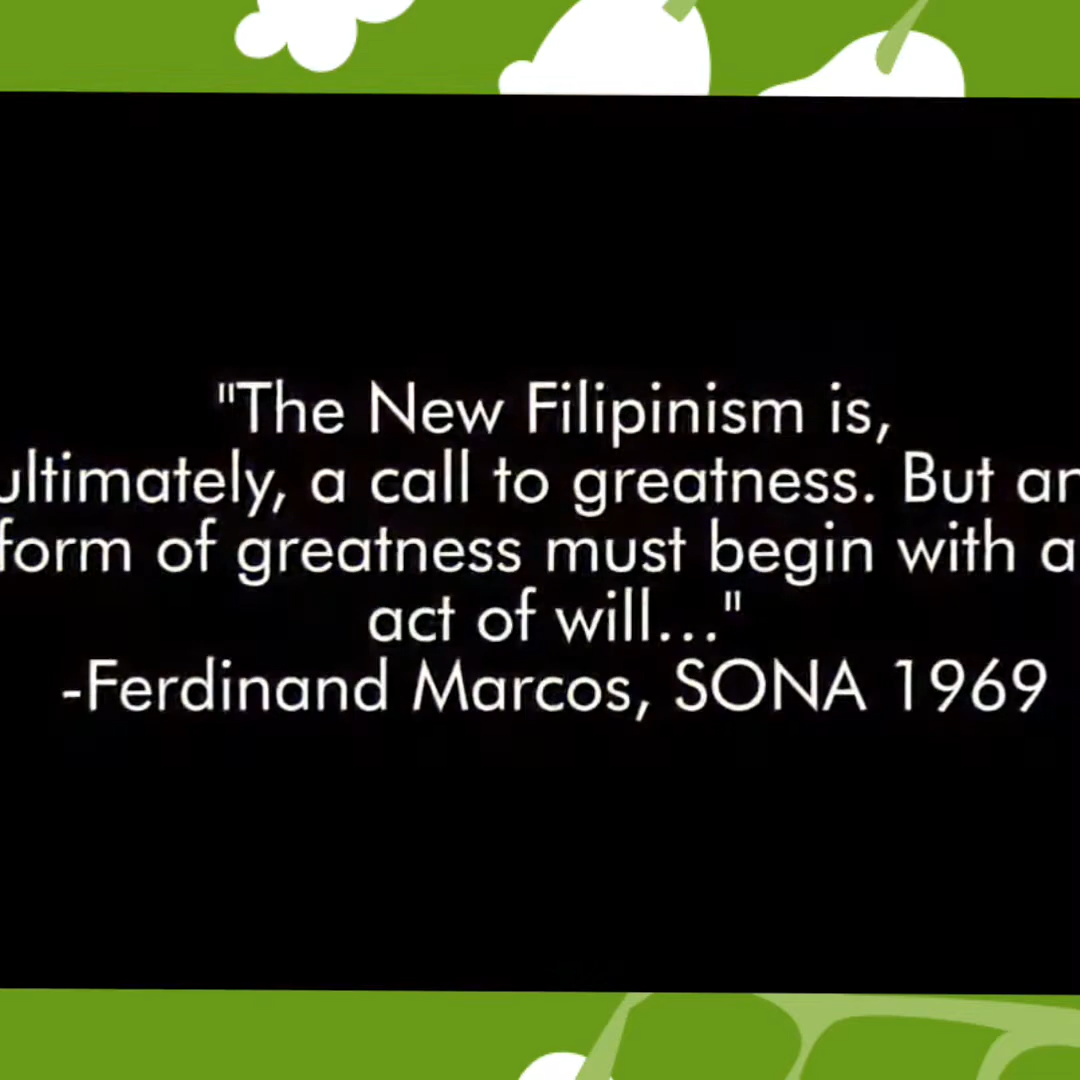 "The New Filipinism is,
ultimately, a call to greatness. But
form of greatness must begin with
act of will..."
-Ferdinand Marcos, SONA 1969